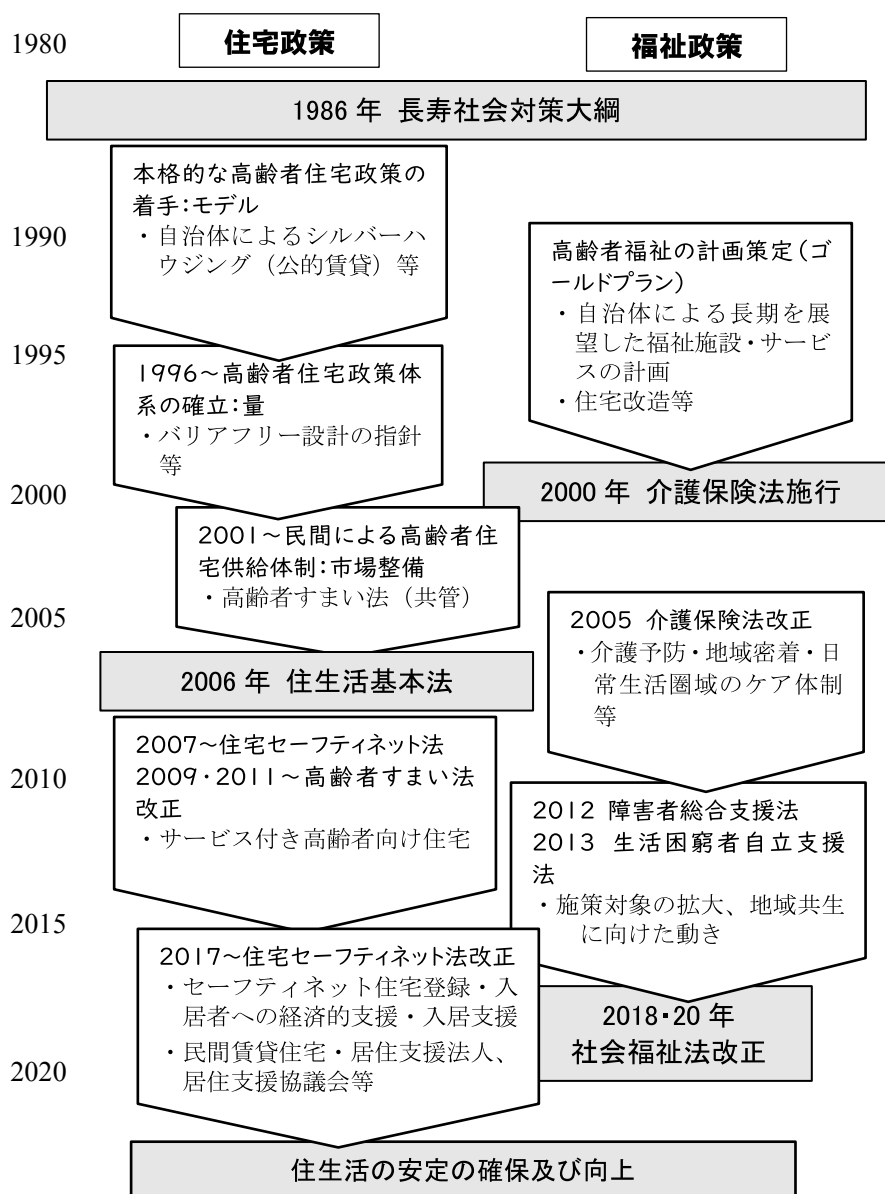 1980
住宅政策
福祉政策
1986 年 長寿社会対策大綱
本格的な高齢者住宅政策の
着手:モデル
・自治体によるシルバーハ
ウジング（公的賃貸）等
1990
高齢者福祉の計画策定（ゴ
ールドプラン）
・自治体による長期を展
望した福祉施設・サービ
スの計画
・住宅改造等
1995
1996～高齢者住宅政策体
系の確立:量
・バリアフリー設計の指針
等
2000
2000 年 介護保険法施行
2001～民間による高齢者住
宅供給体制:市場整備
・高齢者すまい法（共管）
2005
2005 介護保険法改正
・介護予防・地域密着・日
常生活圏域のケア体制
等
2006 年 住生活基本法
2007～住宅セーフティネット法
2009・2011～高齢者すまい法
改正
・サービス付き高齢者向け住宅
2010
2012 障害者総合支援法
2013 生活困窮者自立支援
法
・施策対象の拡大、地域共生
に向けた動き
2015
2017～住宅セーフティネット法改正
・セーフティネット住宅登録・入
居者への経済的支援・入居支援
・民間賃貸住宅・居住支援法人、
居住支援協議会等
2018・20 年
社会福祉法改正
2020
住生活の安定の確保及び向上